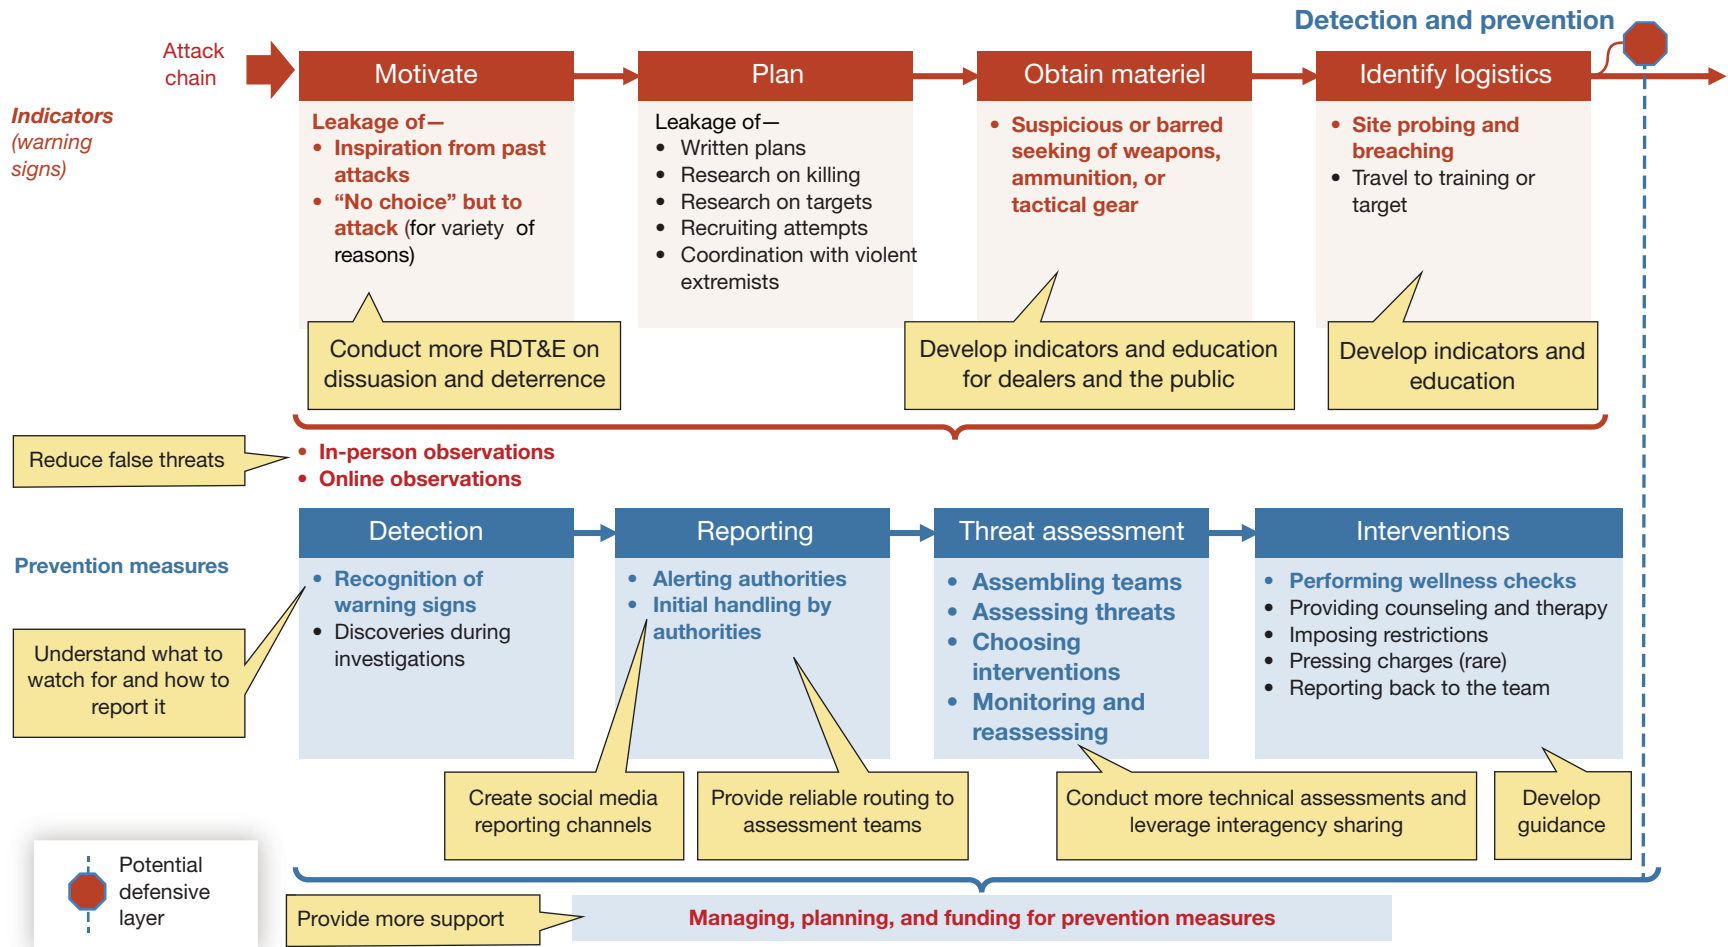 Detection and prevention
Attack
chain
Motivate
Plan
Obtain materiel
Identify logistics
Indicators
(warning
signs)
Leakage of—
• Inspiration from past
attacks
• “No choice” but to
attack (for variety of
reasons)
Leakage of—
• Written plans
• Research on killing
• Research on targets
• Recruiting attempts
• Coordination with violent
extremists
• Suspicious or barred
seeking of weapons,
ammunition, or
tactical gear
• Site probing and
breaching
• Travel to training or
target
Conduct more RDT&E on
dissuasion and deterrence
Develop indicators and education
for dealers and the public
Develop indicators and
education
Reduce false threats
• In-person observations
• Online observations
Detection
Reporting
Threat assessment
Interventions
Prevention measures
• Recognition of
warning signs
• Discoveries during
investigations
• Alerting authorities
• Initial handling by
authorities
• Assembling teams
• Assessing threats
• Choosing
interventions
• Monitoring and
reassessing
• Performing wellness checks
• Providing counseling and therapy
• Imposing restrictions
• Pressing charges (rare)
• Reporting back to the team
Understand what to
watch for and how to
report it
Create social media
reporting channels
Provide reliable routing to
assessment teams
Conduct more technical assessments and
leverage interagency sharing
Develop
guidance
Potential
defensive
layer
Provide more support
Managing, planning, and funding for prevention measures